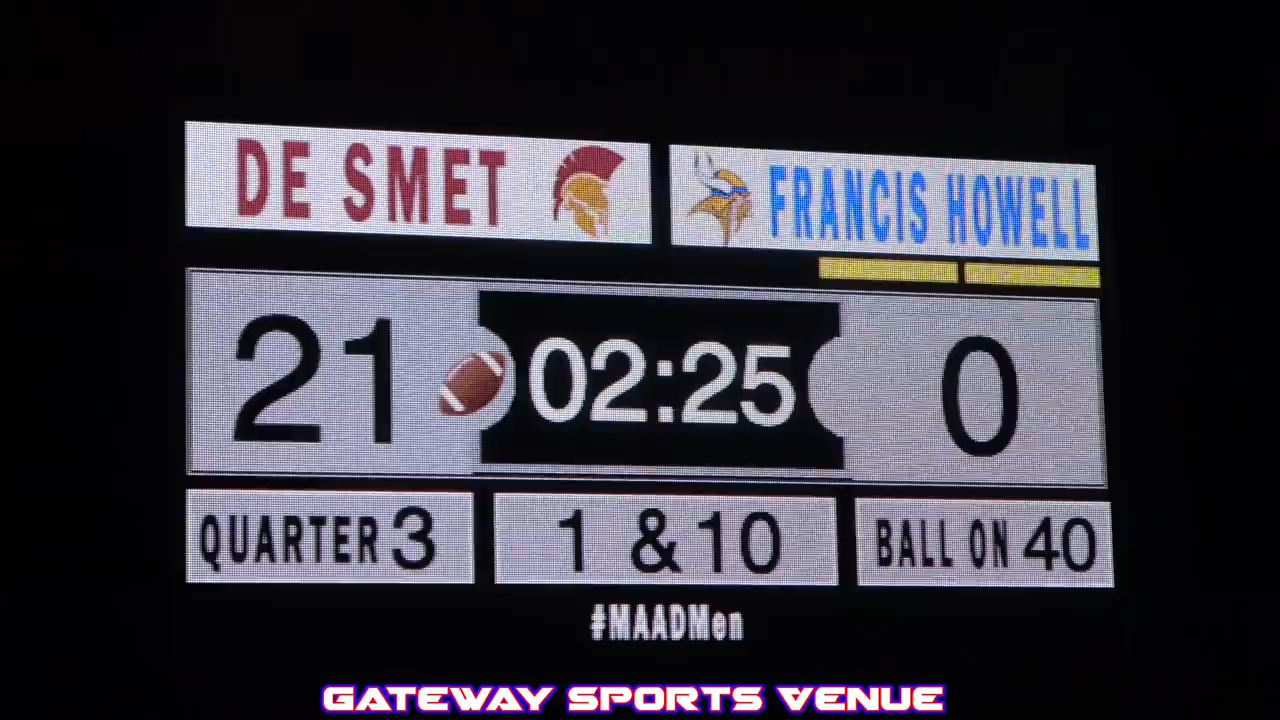 DE SMET
FRANCIS HOWELL
21
02:25
0
QUARTER 3
1 & 10
BALL ON 40
#MAADMen
GATEWAY SPORTS VENUE